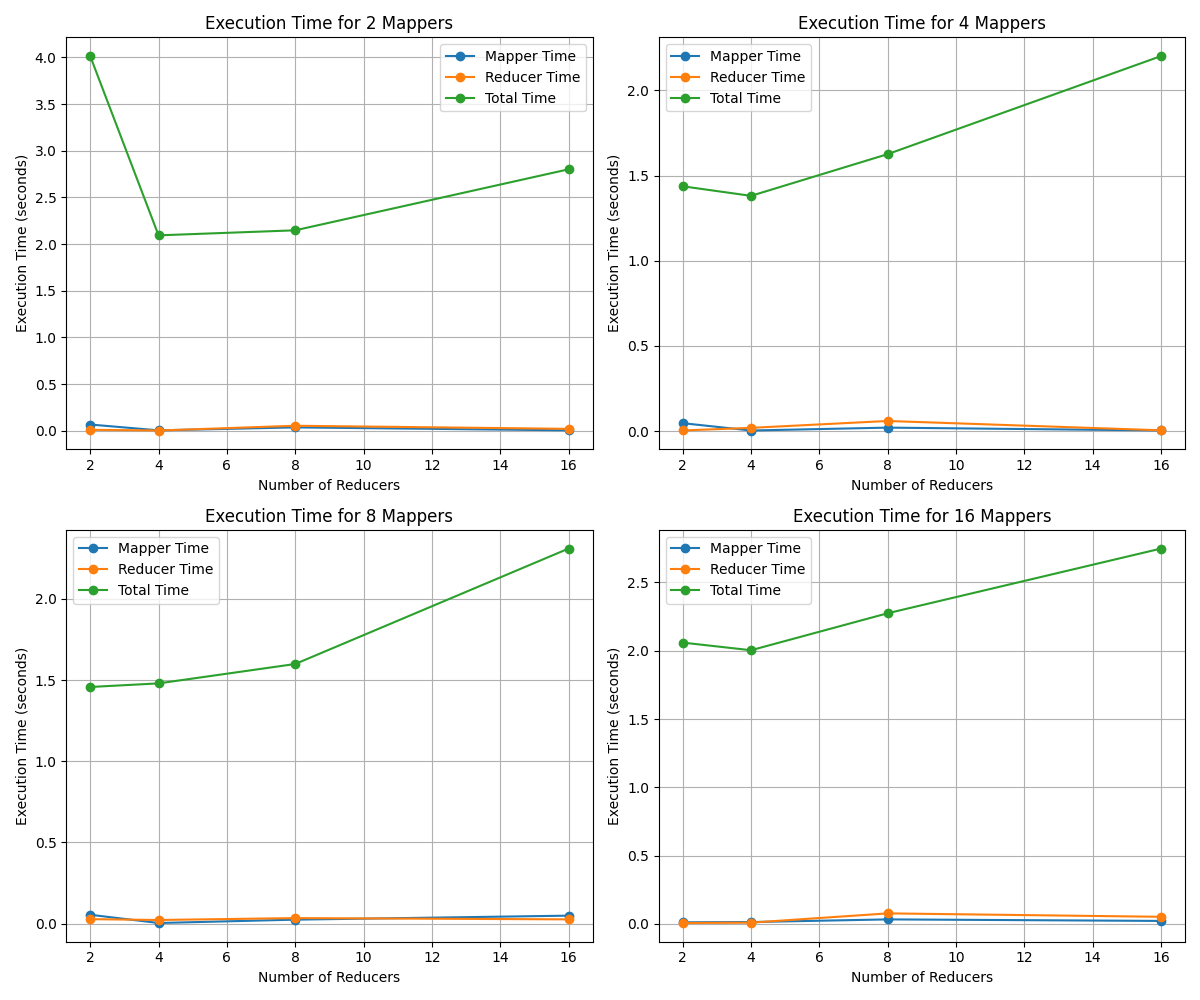 Execution Time for 2 Mappers
Execution Time (seconds)
4.0
3.5
3.0
2.5
2.0
1.5
1.0
0.5
0.0
Mapper Time
Reducer Time
Total Time
2 4 6 8 10 12 14 16
Number of Reducers
Execution Time for 4 Mappers
Execution Time (seconds)
2.0
1.5
1.0
0.5
0.0
Mapper Time
Reducer Time
Total Time
2 4 6 8 10 12 14 16
Number of Reducers
Execution Time for 8 Mappers
Execution Time (seconds)
2.0
1.5
1.0
0.5
0.0
Mapper Time
Reducer Time
Total Time
2 4 6 8 10 12 14 16
Number of Reducers
Execution Time for 16 Mappers
Execution Time (seconds)
2.5
2.0
1.5
1.0
0.5
0.0
Mapper Time
Reducer Time
Total Time
2 4 6 8 10 12 14 16
Number of Reducers